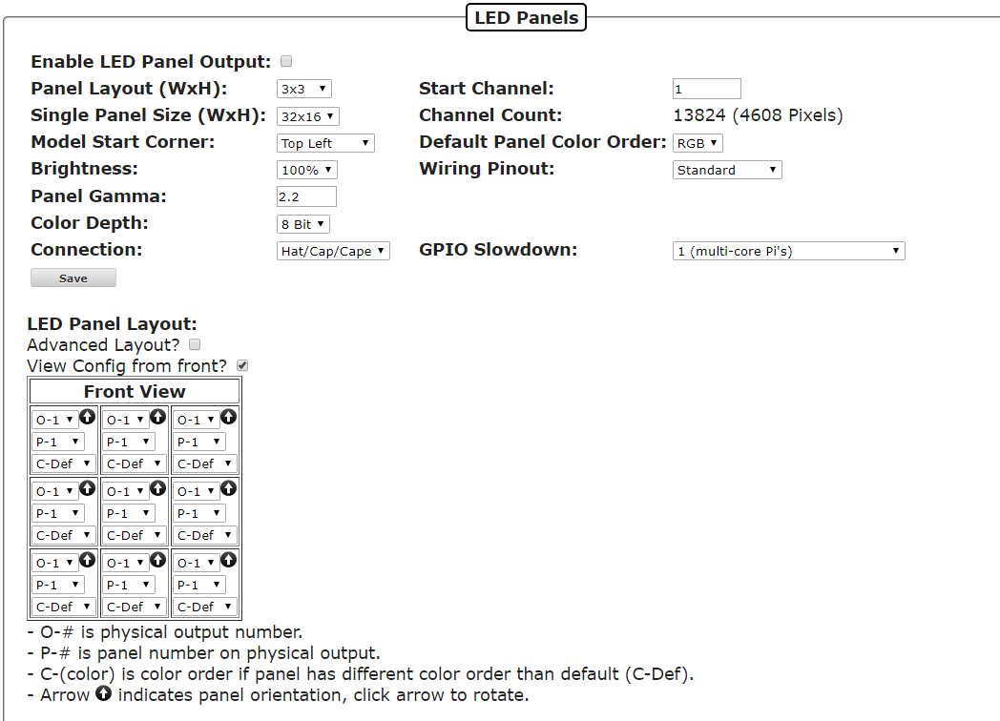 LED Panels
Enable LED Panel Output:
Panel Layout (WxH): 3x3 Start Channel: 1
Single Panel Size (WxH): 32x16 Channel Count: 13824 (4608 Pixels)
Model Start Corner: Top Left Default Panel Color Order: RGB
Brightness: 100% Wiring Pinout: Standard
Panel Gamma: 2.2
Color Depth: 8 Bit
Connection: Hat/Cap/Cape GPIO Slowdown: 1 (multi-core Pi's)
Save
LED Panel Layout:
Advanced Layout?
View Config from front?
Front View
O-1 O-1 O-1
P-1 P-1 P-1
C-Def C-Def C-Def
O-1 O-1 O-1
P-1 P-1 P-1
C-Def C-Def C-Def
O-1 O-1 O-1
P-1 P-1 P-1
C-Def C-Def C-Def
- O-# is physical output number.
- P-# is panel number on physical output.
- C-(color) is color order if panel has different color order than default (C-Def).
- Arrow indicates panel orientation, click arrow to rotate.